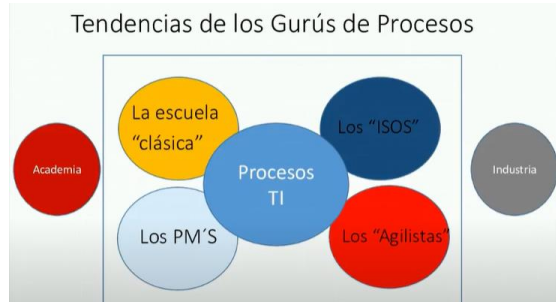 Tendencias de los Gurús de Procesos
La escuela
"clásica"
Los "ISOS"
Academia
Procesos
TI
Industria
Los PM´S
Los "Agilistas"